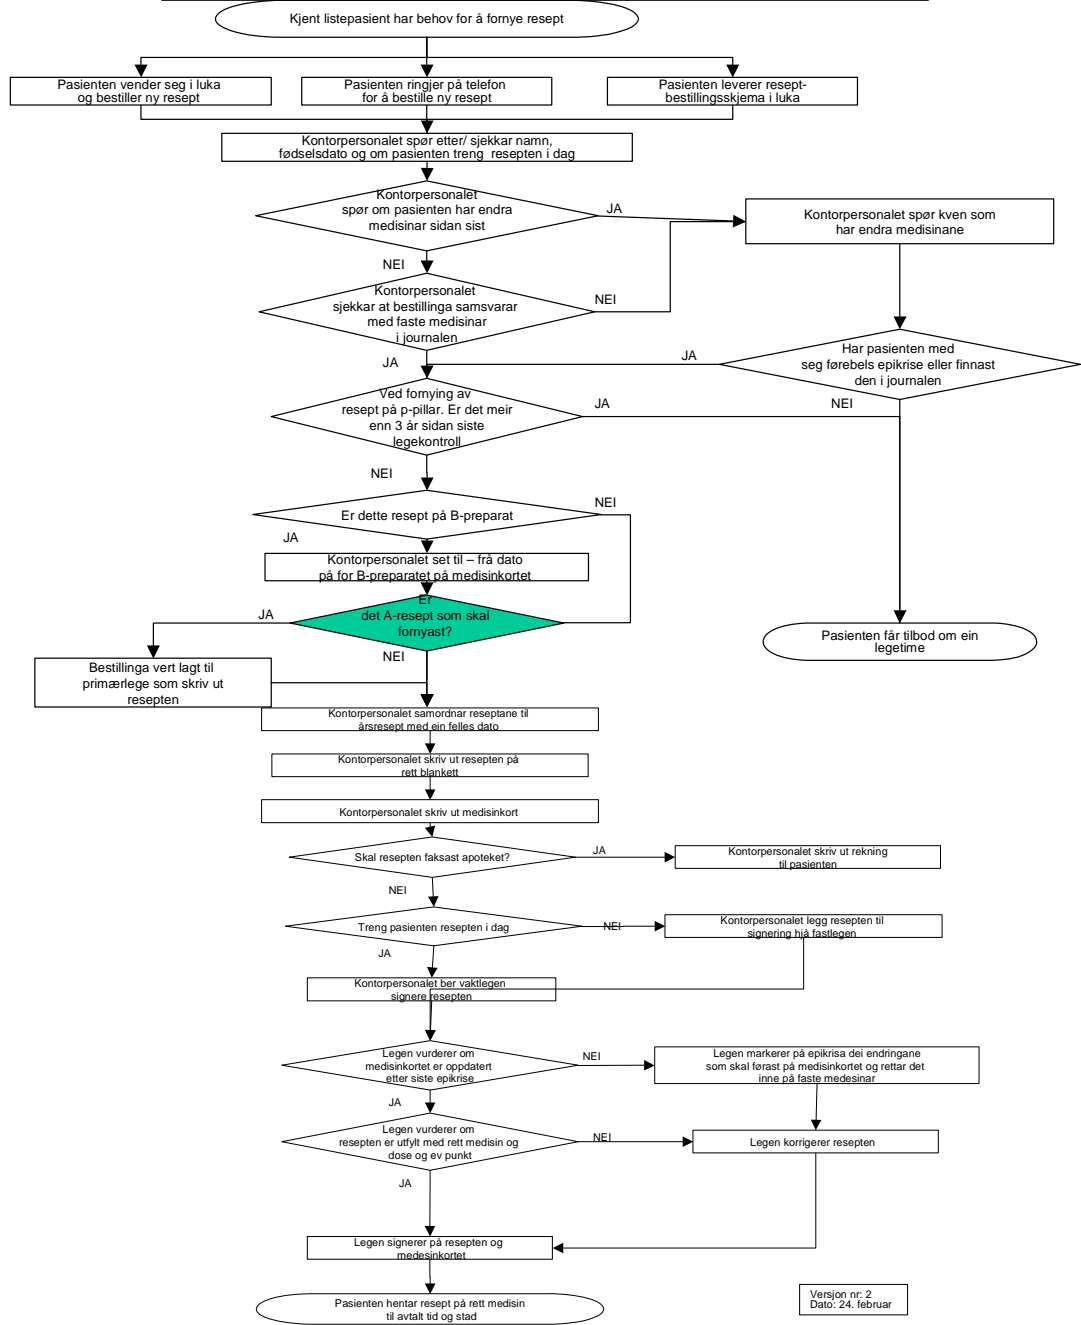 Kjent listepasient har behov for å fornye resept
Pasienten vender seg i luka
og bestiller ny resept
Pasienten ringjer på telefon
for å bestille ny resept
Pasienten leverer resept-
bestillingsskjema i luka
Kontorpersonalet spør etter/ sjekkar namn,
fødselsdato og om pasienten treng resepten i dag
Kontorpersonalet
spør om pasienten har endra
medisinar sidan sist
JA
Kontorpersonalet spør kven som
har endra medisinane
NEI
Kontorpersonalet
sjekkar at bestillinga samsvarar
med faste medisinar
i journalen
NEI
JA
JA
Har pasienten med
seg førebels epikrise eller finnast
den i journalen
Ved fornying av
resept på p-pillar. Er det meir
enn 3 år sidan siste
legekontroll
JA
NEI
NEI
Er dette resept på B-preparat
NEI
JA
Kontorpersonalet set til – frå dato
på for B-preparatet på medisinkortet
Er
det A-resept som skal
fornyast?
JA
NEI
Pasienten får tilbod om ein
legetime
Bestillinga vert lagt til
primærlege som skriv ut
resepten
Kontorpersonalet samordnar reseptane til
årsresept med ein felles dato
Kontorpersonalet skriv ut resepten på
rett blankett
Kontorpersonalet skriv ut medisinkort
Skal resepten faksast apoteket?
JA
Kontorpersonalet skriv ut rekning
til pasienten
NEI
Treng pasienten resepten i dag
NEI
Kontorpersonalet legg resepten til
signering hjå fastlegen
JA
Kontorpersonalet ber vaktlegen
signere resepten
Legen vurderer om
medisinkortet er oppdatert
etter siste epikrise
NEI
Legen markerer på epikrisa dei endringane
som skal førast på medisinkortet og rettar det
inne på faste medesinar
JA
Legen vurderer om
resepten er utfylt med rett medisin og
dose og ev punkt
NEI
Legen korrigerer resepten
JA
Legen signerer på resepten og
medesinkortet
Pasienten hentar resept på rett medisin
til avtalt tid og stad
Versjon nr: 2
Dato: 24. februar